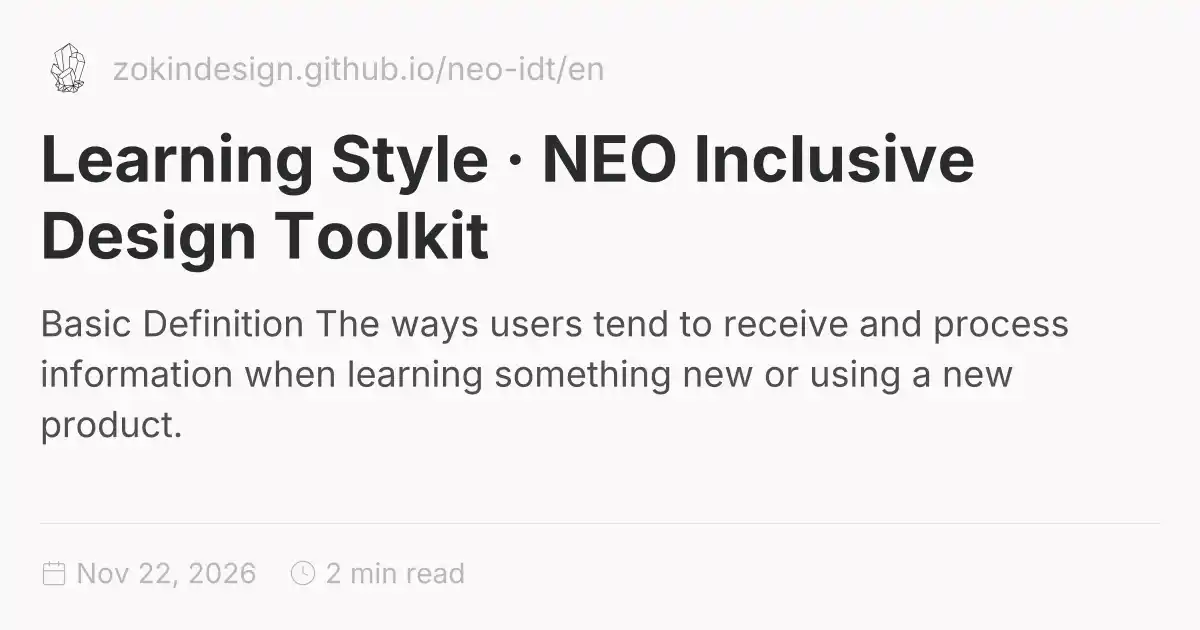 zokindesign.github.io/neo-idt/en
Learning Style · NEO Inclusive
Design Toolkit
Basic Definition The ways users tend to receive and process
information when learning something new or using a new
product.
Nov 22, 2026 2 min read